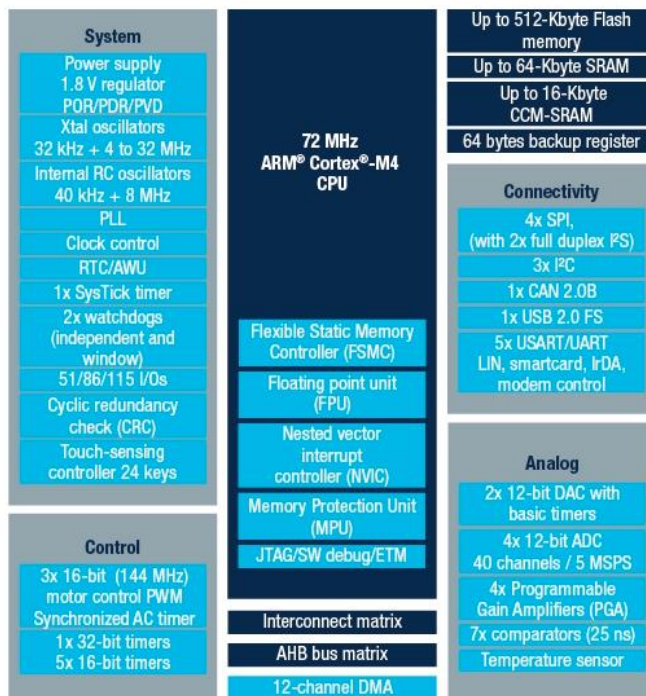 System
Power supply
1.8 V regulator
POR/PDR/PVD
Xtal oscillators
32 kHz + 4 to 32 MHz
Internal RC oscillators
40 kHz + 8 MHz
PLL
Clock control
RTC/AWU
1x SysTick timer
2x watchdogs
(independent and
window)
51/86/115 I/Os
Cyclic redundancy
check (CRC)
Touch-sensing
controller 24 keys
Control
3x 16-bit (144 MHz)
motor control PWM
Synchronized AC timer
1x 32-bit timers
5x 16-bit timers
72 MHz
ARM® Cortex®-M4
CPU
Flexible Static Memory
Controller (FSMC)
Floating point unit
(FPU)
Nested vector
interrupt
controller (NVIC)
Memory Protection Unit
(MPU)
JTAG/SW debug/ETM
Interconnect matrix
AHB bus matrix
12-channel DMA
Up to 512-Kbyte Flash
memory
Up to 64-Kbyte SRAM
Up to 16-Kbyte
CCM-SRAM
64 bytes backup register
Connectivity
4x SPI,
(with 2x full duplex I²S)
3x I²C
1x CAN 2.0B
1x USB 2.0 FS
5x USART/UART
LIN, smartcard, IrDA,
modem control
Analog
2x 12-bit DAC with
basic timers
4x 12-bit ADC
40 channels / 5 MSPS
4x Programmable
Gain Amplifiers (PGA)
7x comparators (25 ns)
Temperature sensor